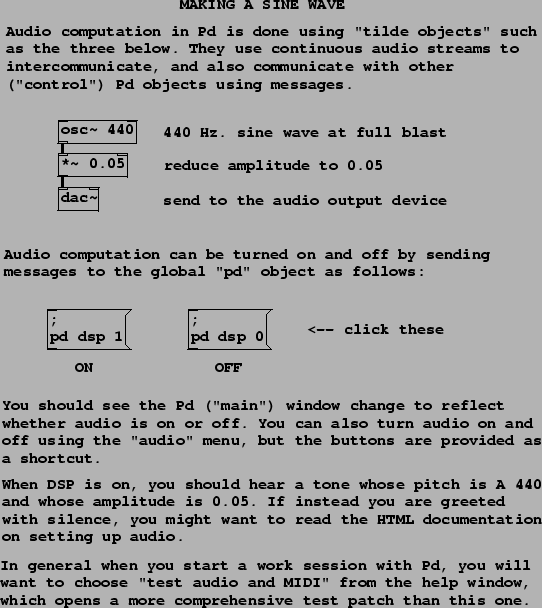 MAKING A SINE WAVE
Audio computation in Pd is done using "tilde objects" such
as the three below. They use continuous audio streams to
intercommunicate, and also communicate with other
("control") Pd objects using messages.
osc~ 440 440 Hz. sine wave at full blast
*~ 0.05 reduce amplitude to 0.05
dac~ send to the audio output device
Audio computation can be turned on and off by sending
messages to the global "pd" object as follows:
; ;
pd dsp 1 pd dsp 0 <-- click these
ON OFF
You should see the Pd ("main") window change to reflect
whether audio is on or off. You can also turn audio on and
off using the "audio" menu, but the buttons are provided as
a shortcut.
When DSP is on, you should hear a tone whose pitch is A 440
and whose amplitude is 0.05. If instead you are greeted
with silence, you might want to read the HTML documentation
on setting up audio.
In general when you start a work session with Pd, you will
want to choose "test audio and MIDI" from the help window,
which opens a more comprehensive test patch than this one.